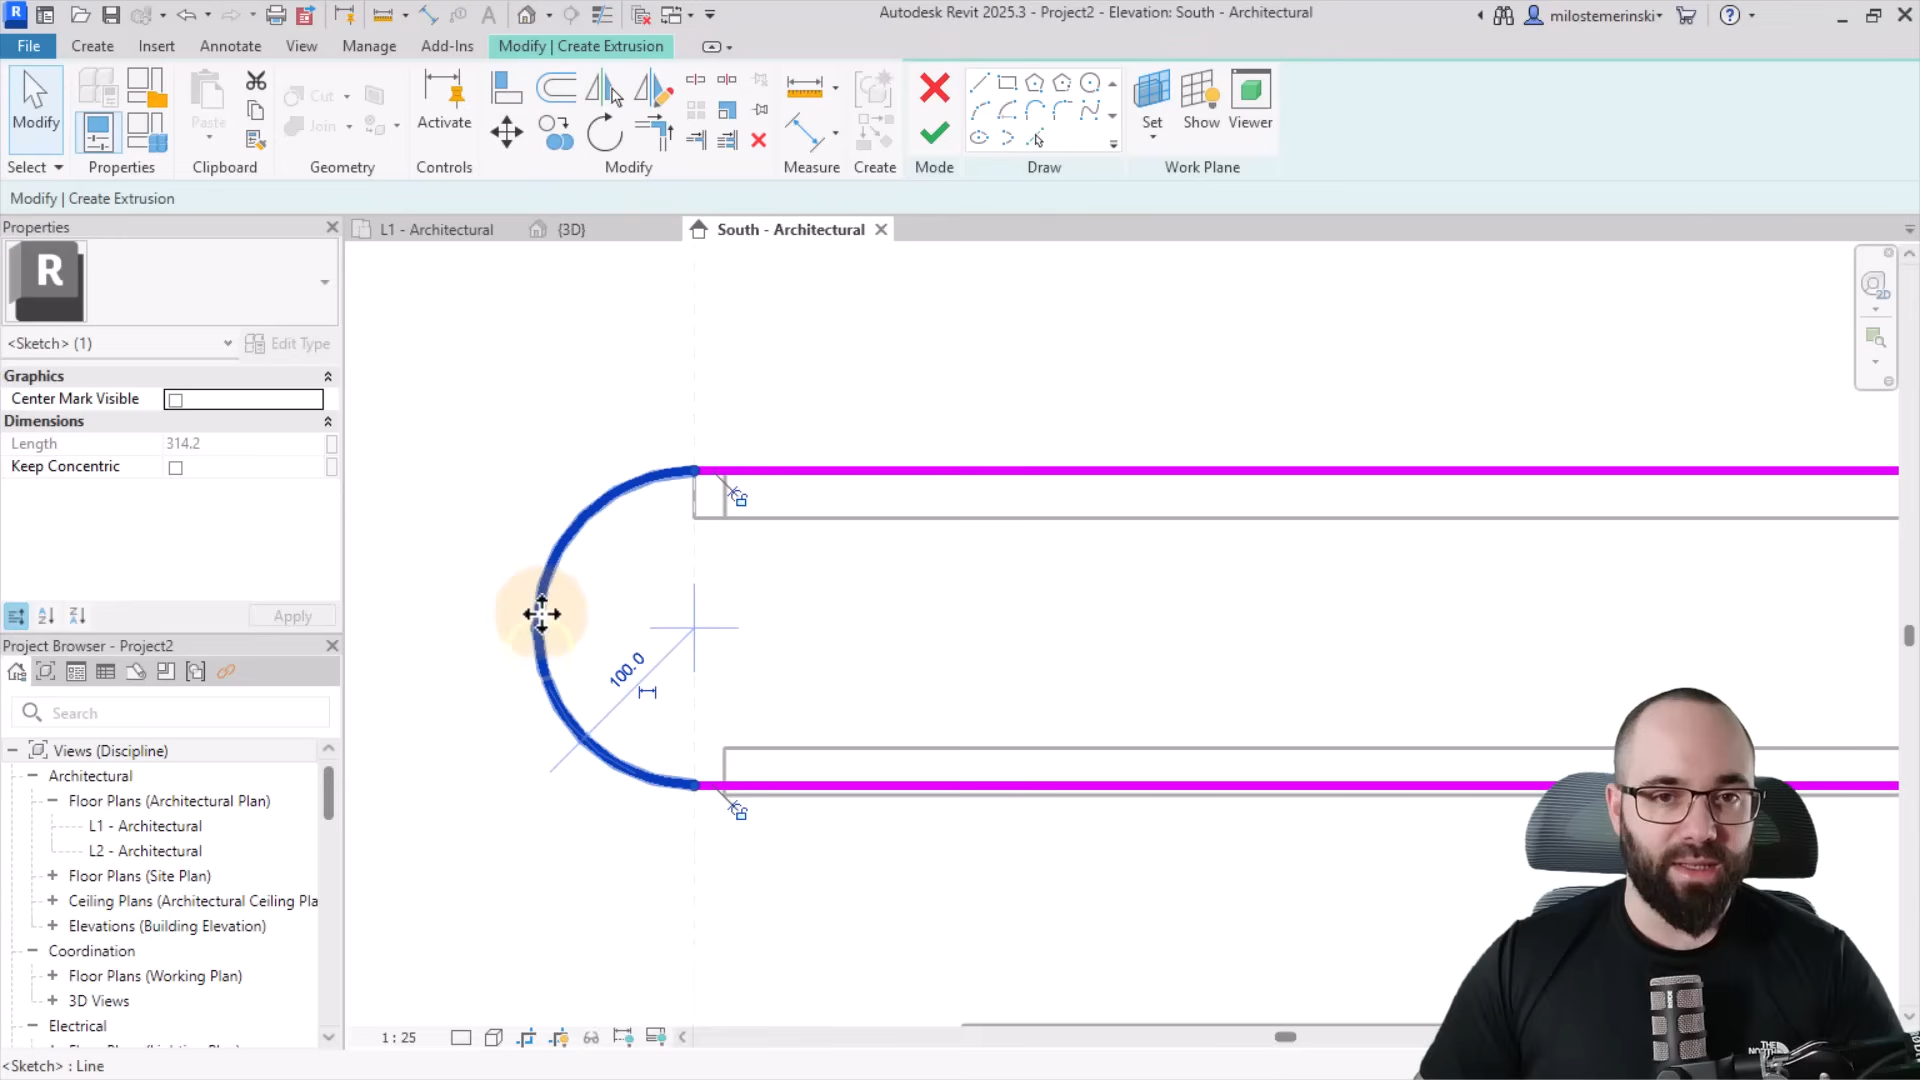 Autodesk Revit 2025.3 - Project2 - Elevation: South - Architectural
milostemerinski
File
Create
Insert
Annotate
View
Manage
Add-Ins
Modify | Create Extrusion
Modify
Paste
Cut
Join
Activate
Set
Show
Viewer
Select
Properties
Clipboard
Geometry
Controls
Modify
Measure
Create
Mode
Draw
Work Plane
Modify | Create Extrusion
Properties
L1 - Architectural
{3D}
South - Architectural
R
2D
<Sketch> (1)
Edit Type
Graphics
Center Mark Visible
Dimensions
Length 314.2
Keep Concentric
100.0
Apply
Project Browser - Project2
Search
Views (Discipline)
Architectural
Floor Plans (Architectural Plan)
L1 - Architectural
L2 - Architectural
Floor Plans (Site Plan)
Ceiling Plans (Architectural Ceiling Pla
Elevations (Building Elevation)
Coordination
Floor Plans (Working Plan)
3D Views
Electrical
1 : 25
<Sketch> : Line
THE
NORTH